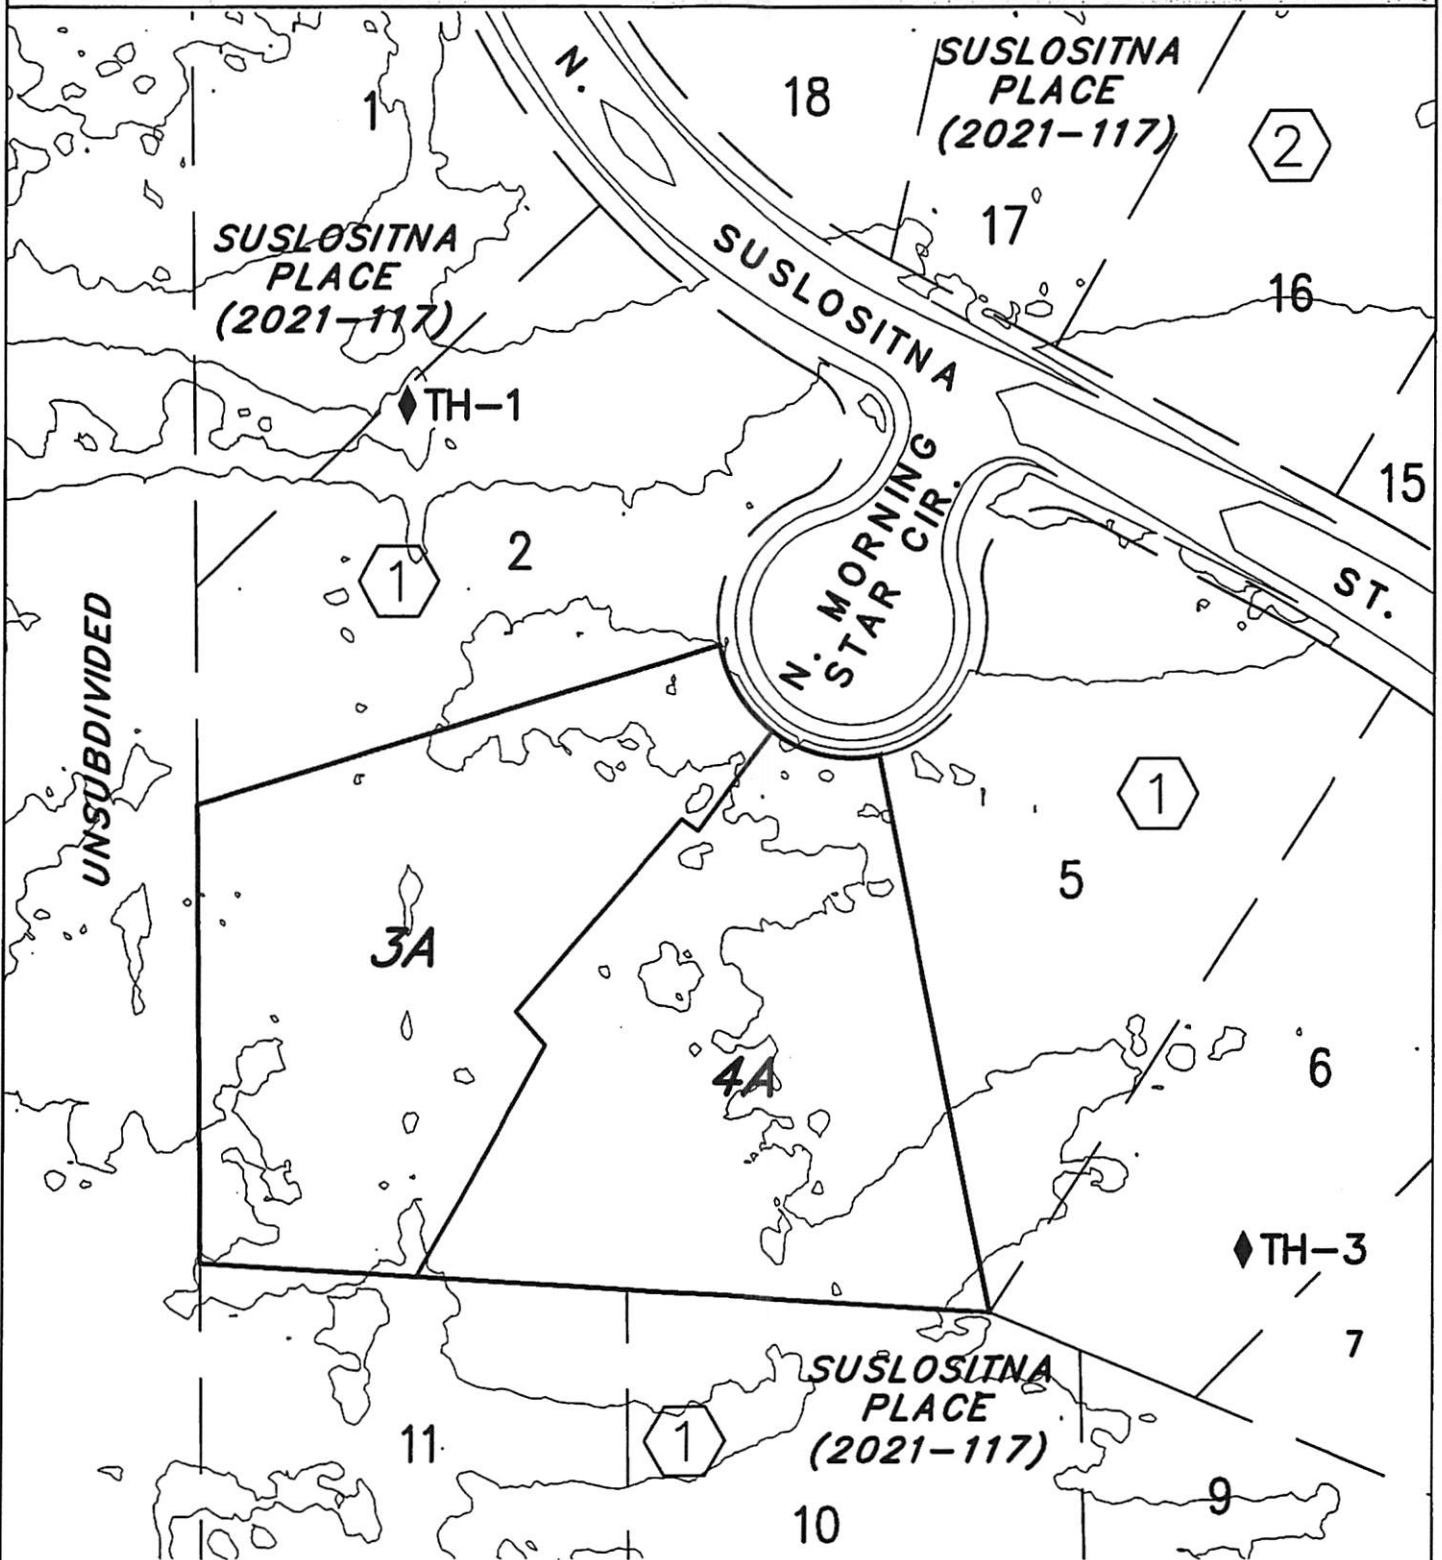 N. SUSLOSITNA ST.
1
18
SUSLOSITNA
PLACE
(2021-117)
2
17
SUSLOSITNA
PLACE
(2021-117)
16
TH-1
15
N. MORNING
STAR CIR.
2
1
UNSUBDIVIDED
1
5
3A
4A
6
TH-3
7
SUSLOSITNA
PLACE
(2021-117)
11
1
10
9